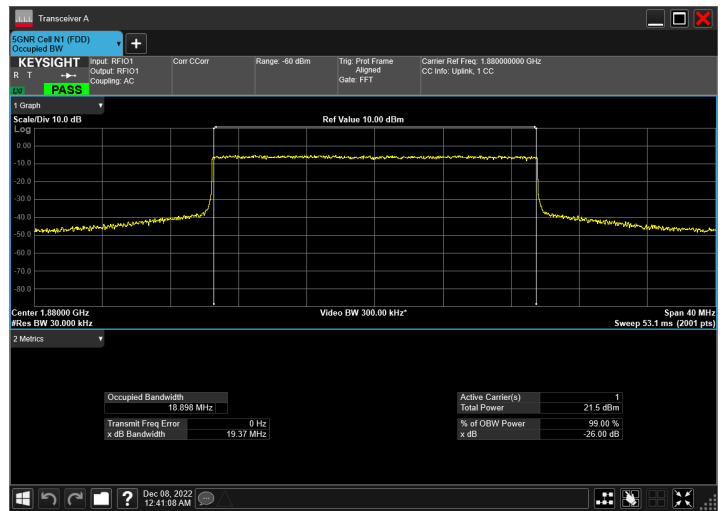 Transceiver A
5GNR Cell N1 (FDD)
Occupied BW
KEYSIGHT
R T
LXI
PASS
Input: RFIO1
Output: RFIO1
Coupling: AC
Corr CCorr
Range: -60 dBm
Trig: Prot Frame
Aligned
Gate: FFT
Carrier Ref Freq: 1.880000000 GHz
CC Info: Uplink, 1 CC
1 Graph
Scale/Div 10.0 dB
Ref Value 10.00 dBm
Log
0.00
-10.0
-20.0
-30.0
-40.0
-50.0
-60.0
-70.0
-80.0
Center 1.88000 GHz
Video BW 300.00 kHz*
Span 40 MHz
#Res BW 30.000 kHz
Sweep 53.1 ms (2001 pts)
2 Metrics
Occupied Bandwidth
18.898 MHz
Transmit Freq Error 0 Hz
x dB Bandwidth 19.37 MHz
Active Carrier(s) 1
Total Power 21.5 dBm
% of OBW Power 99.00 %
x dB -26.00 dB
?
Dec 08, 2022
12:41:08 AM